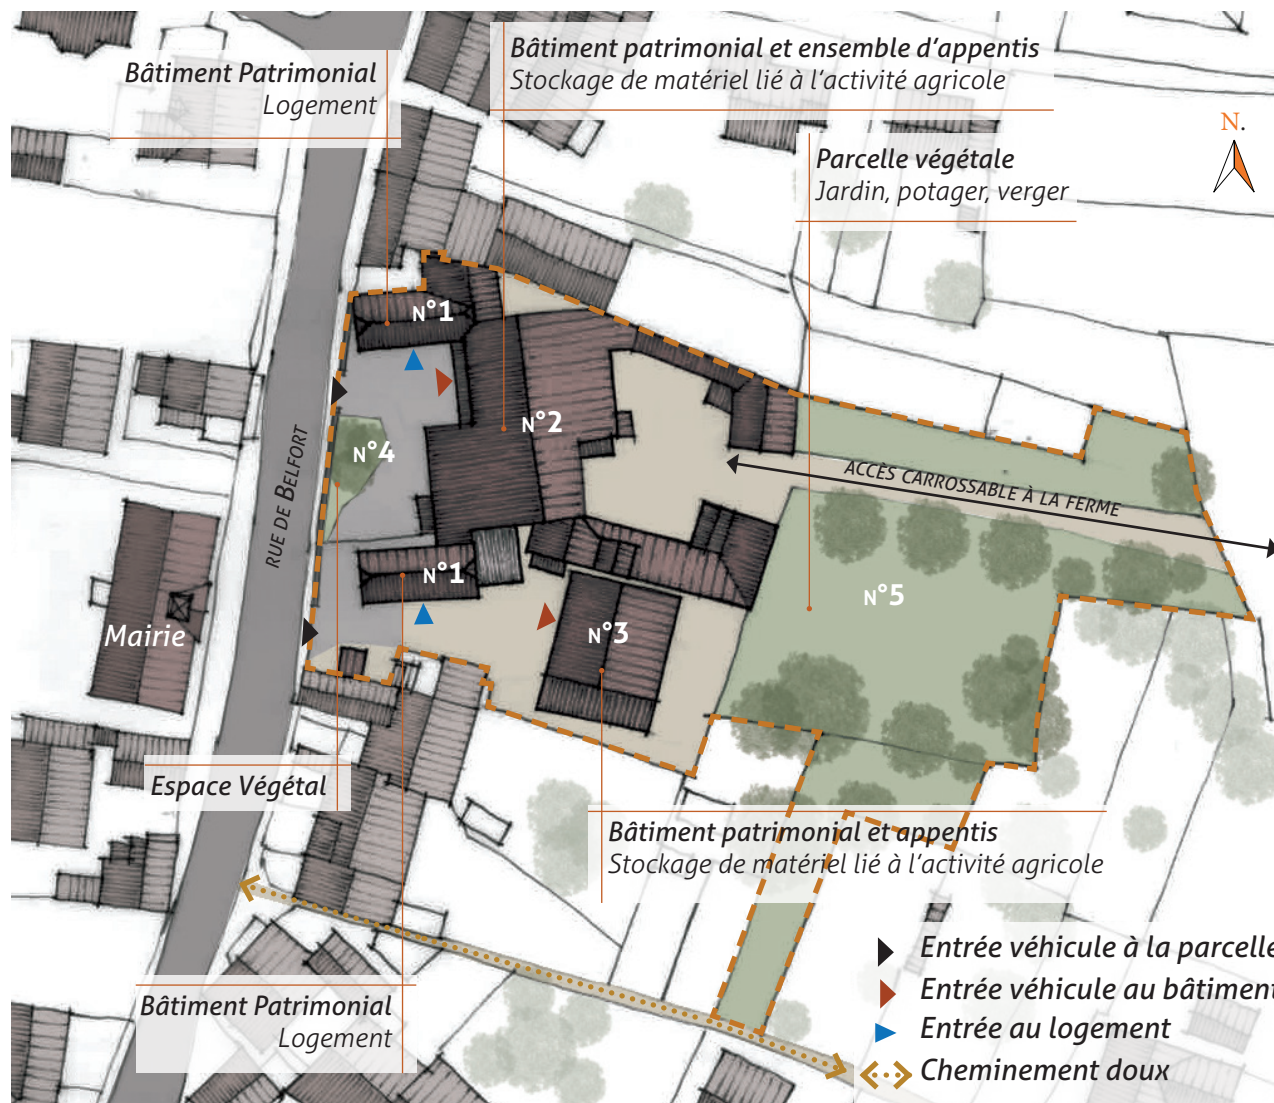 Bâtiment Patrimonial
Logement
Bâtiment patrimonial et ensemble d'appentis
Stockage de matériel lié à l'activité agricole
Parcelle végétale
Jardin, potager, verger
N.
N°1
N°2
N°4
RUE DE BELFORT
ACCÈS CARROSSABLE À LA FERME
N°1
N°5
N°3
Mairie
Espace Végétal
Bâtiment patrimonial et appentis
Stockage de matériel lié à l'activité agricole
Bâtiment Patrimonial
Logement
Entrée véhicule à la parcelle
Entrée véhicule au bâtiment
Entrée au logement
Cheminement doux